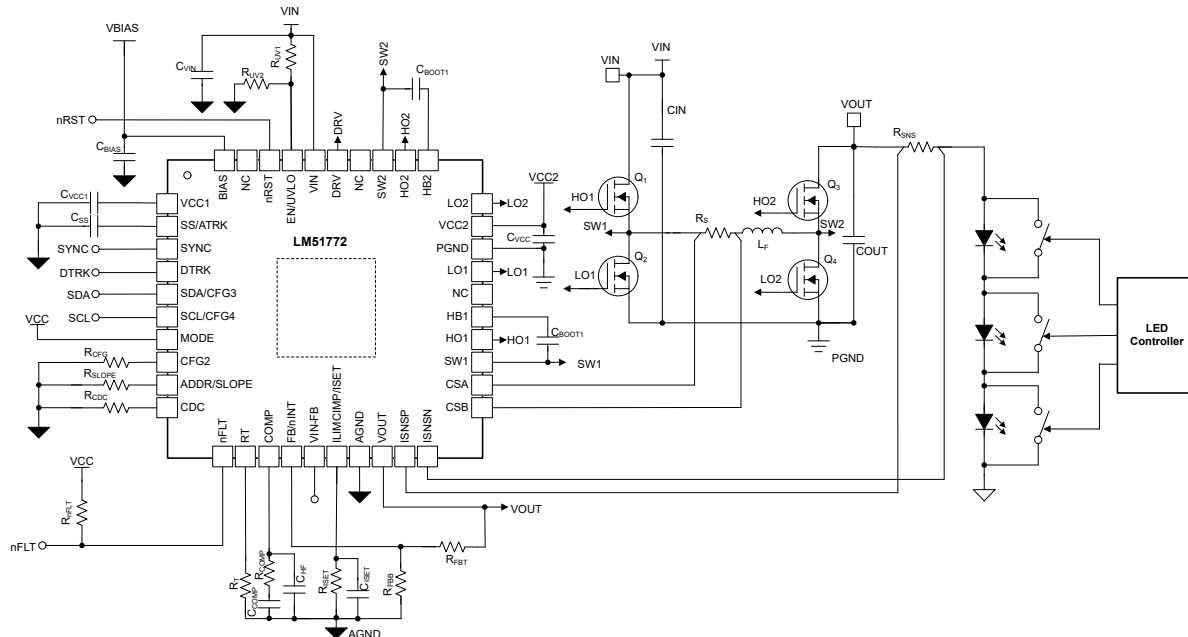 VIN
VBIAS
CVIN
RUV1
RUV2
SW2
CBOOT1
nRST
DRV
HO2
CBIAS
BIAS
NC
nRST
EN/UVLO
VIN
DRV
NC
SW2
HO2
HB2
CVCC1
CSS
SYNC
DTRK
SDA
SCL
VCC
RCFG
RSLOPE
RCDC
VCC1
SS/ATRK
SYNC
DTRK
SDA/CFG3
SCL/CFG4
MODE
CFG2
ADDR/SLOPE
CDC
LM51772
LO2
VCC2
PGND
LO1
NC
HB1
HO1
SW1
CSA
CSB
LO2
VCC2
CVCC
LO1
CBOOT1
HO1
SW1
nFLT
RT
COMP
FB/nINT
VIN-FB
ILIMCIMP/ISET
AGND
VOUT
ISNSP
ISNSN
VCC
RnFLT
nFLT
RT
RCOMP
CCOMP
CHF
RISET
CISET
RFBB
RFBT
VOUT
AGND
VIN
VIN
CIN
VOUT
RSNS
HO1
Q1
SW1
LO1
Q2
RS
LF
HO2
Q3
SW2
LO2
Q4
COUT
PGND
LED
Controller